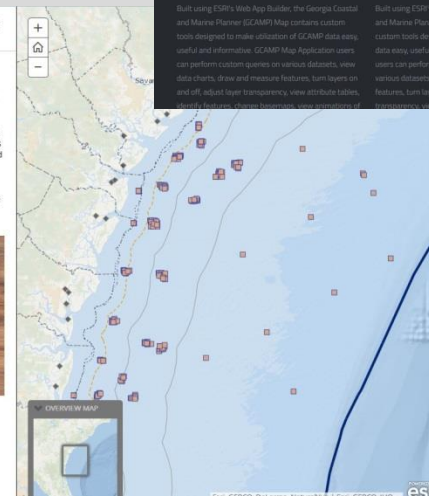 Built using ESRI's Web App Builder, the Georgia Coastal
and Marine Planner (GCAMP) Map contains custom
tools designed to make utilization of GCAMP data easy,
useful and informative. GCAMP Map Application users
can perform custom queries on various datasets, view
data charts, draw and measure features, turn layers on
and off, adjust layer transparency, view attribute tables,
identify features, change basemaps, view animations of
Built using ESRI'
and Marine Plan
custom tools de
data easy, usefu
users can perfor
various datasets
features, turn lay
transparency, vi
+
−
Sava
OVERVIEW MAP
es